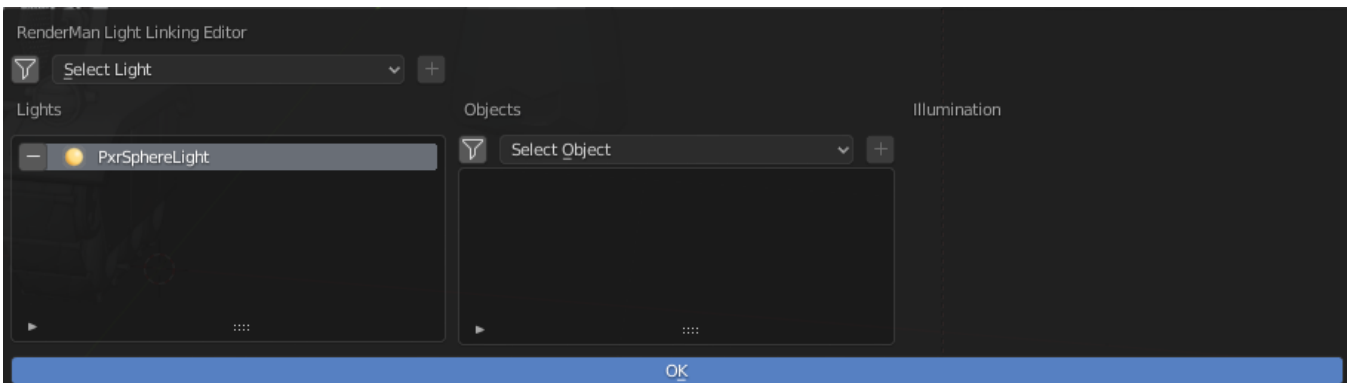 RenderMan Light Linking Editor
Select Light
Lights
Objects
Illumination
PxrSphereLight
Select Object
OK